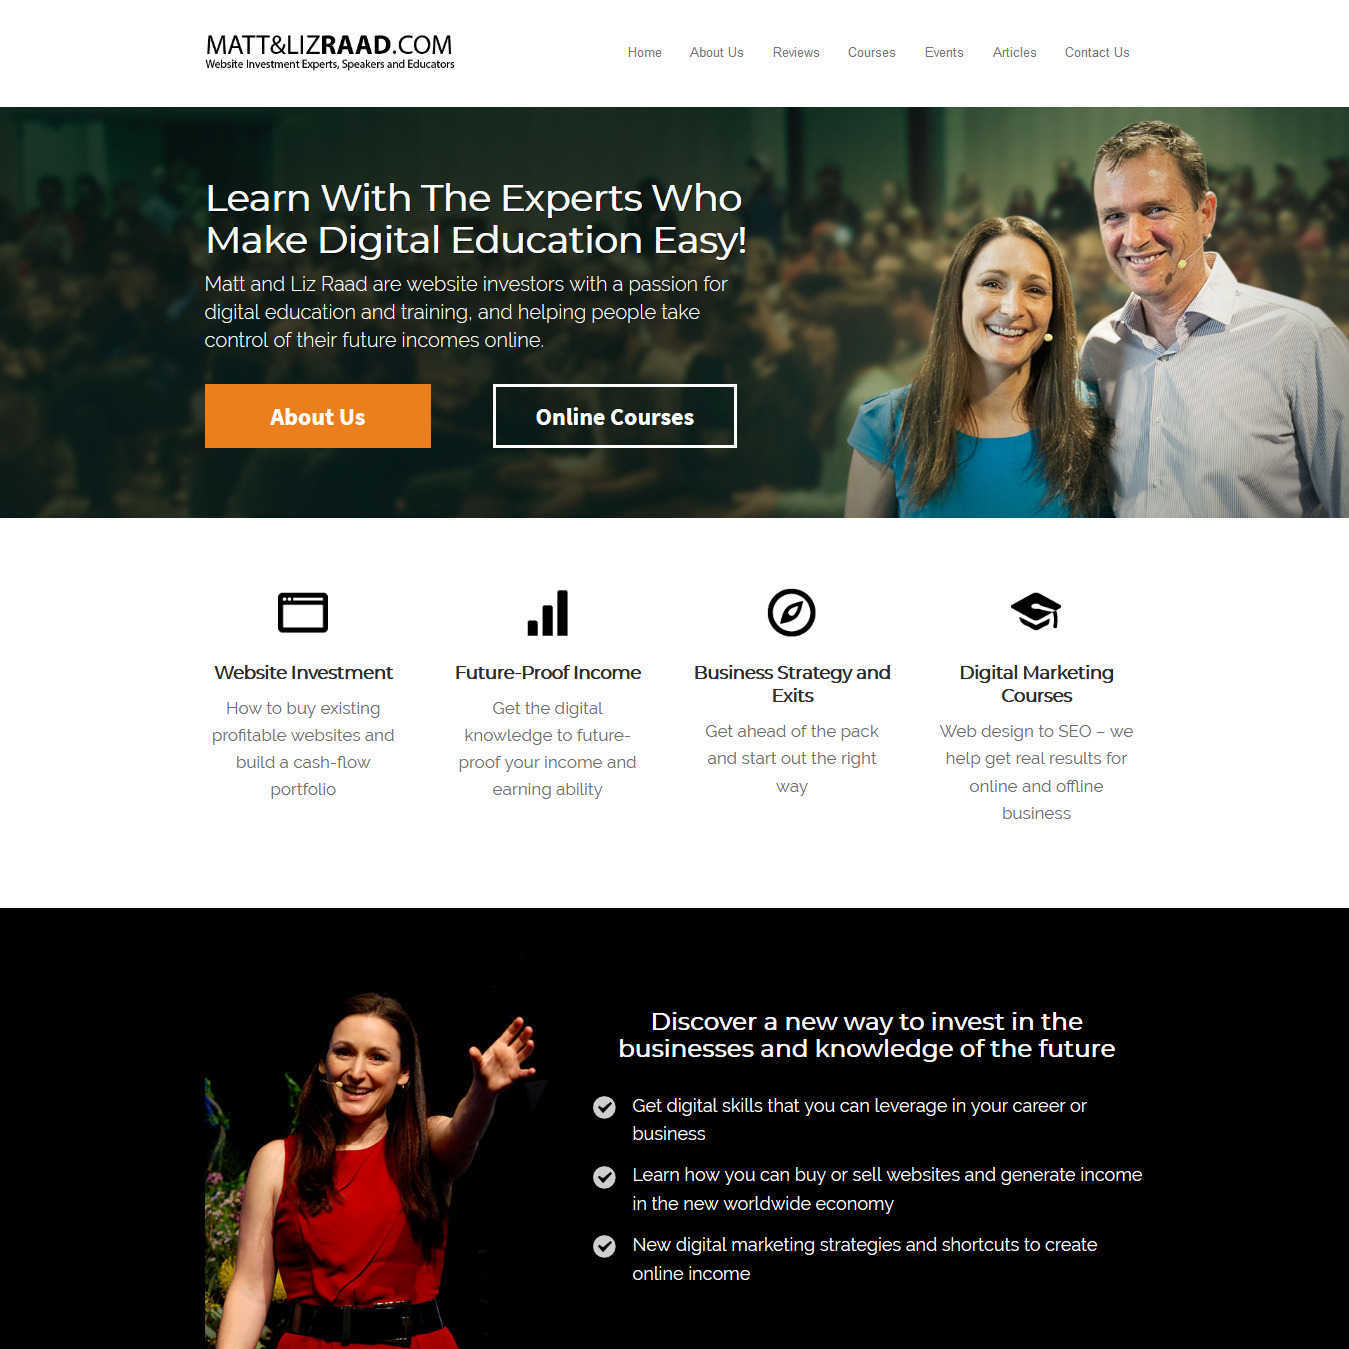 MATT&LIZRAAD.COM
Website Investment Experts, Speakers and Educators
Home About Us Reviews Courses Events Articles Contact Us
Learn With The Experts Who
Make Digital Education Easy!
Matt and Liz Raad are website investors with a passion for
digital education and training, and helping people take
control of their future incomes online.
About Us
Online Courses
Website Investment
How to buy existing
profitable websites and
build a cash-flow
portfolio
Future-Proof Income
Get the digital
knowledge to future-
proof your income and
earning ability
Business Strategy and
Exits
Get ahead of the pack
and start out the right
way
Digital Marketing
Courses
Web design to SEO – we
help get real results for
online and offline
business
Discover a new way to invest in the
businesses and knowledge of the future
Get digital skills that you can leverage in your career or
business
Learn how you can buy or sell websites and generate income
in the new worldwide economy
New digital marketing strategies and shortcuts to create
online income